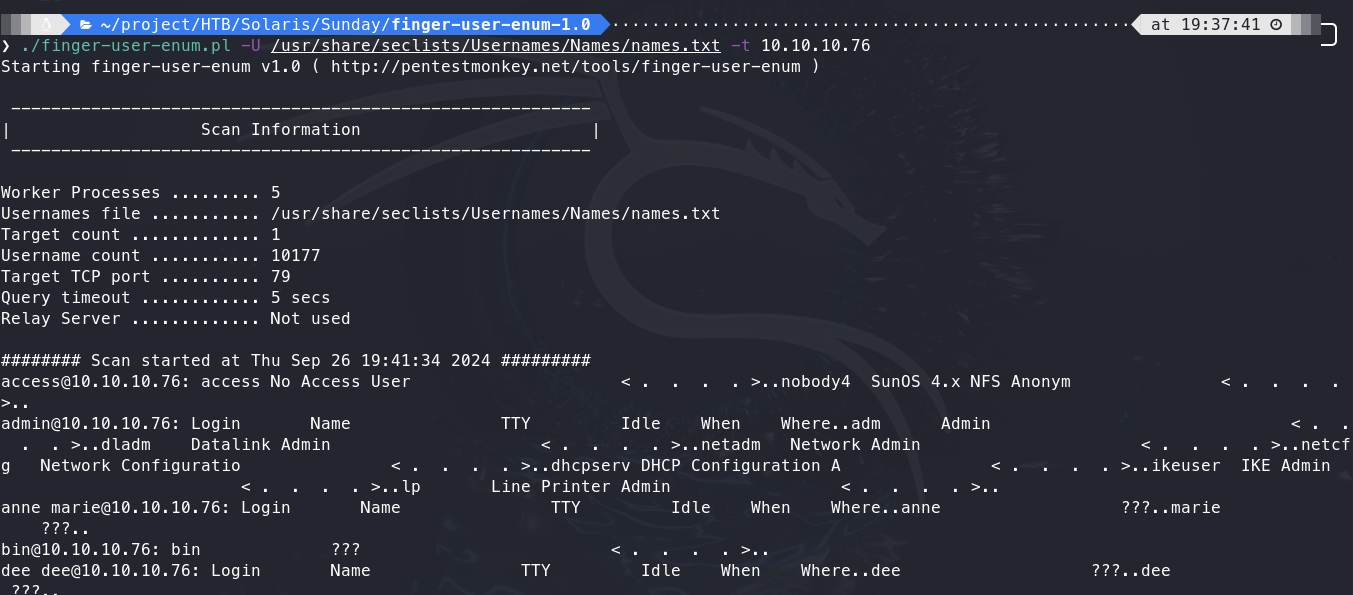 ~/project/HTB/Solaris/Sunday/finger-user-enum-1.0 at 19:37:41
❯ ./finger-user-enum.pl -U /usr/share/seclists/Usernames/Names/names.txt -t 10.10.10.76
Starting finger-user-enum v1.0 ( http://pentestmonkey.net/tools/finger-user-enum )
 ----------------------------------------------------------
|                   Scan Information                       |
 ----------------------------------------------------------
Worker Processes ......... 5
Usernames file ........... /usr/share/seclists/Usernames/Names/names.txt
Target count ............. 1
Username count ........... 10177
Target TCP port .......... 79
Query timeout ............ 5 secs
Relay Server ............. Not used
######## Scan started at Thu Sep 26 19:41:34 2024 #########
access@10.10.10.76: access No Access User                     < .  .  .  . >..nobody4  SunOS 4.x NFS Anonym               < .  .  .  .
>..
admin@10.10.10.76: Login       Name               TTY         Idle    When    Where..adm      Admin                              < .  .
  .  . >..dladm    Datalink Admin                     < .  .  .  . >..netadm   Network Admin                      < .  .  .  . >..netcf
g   Network Configuratio               < .  .  .  . >..dhcpserv DHCP Configuration A               < .  .  .  . >..ikeuser  IKE Admin
                        < .  .  .  . >..lp       Line Printer Admin                 < .  .  .  . >..
anne marie@10.10.10.76: Login       Name               TTY         Idle    When    Where..anne                  ???..marie
    ???..
bin@10.10.10.76: bin             ???                         < .  .  .  . >..
dee dee@10.10.10.76: Login       Name               TTY         Idle    When    Where..dee                   ???..dee
 ???..